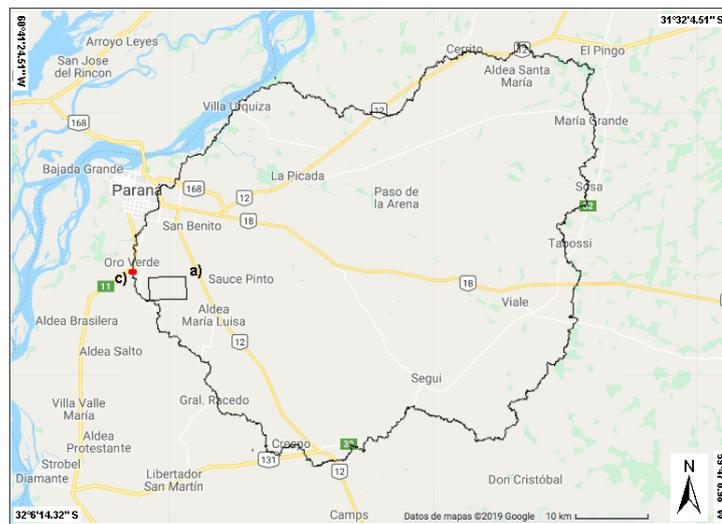 60°41'24.51" W
31°32'4.51" S
Arroyo Leyes
San Jose
del Rincon
Cerrito
12
El Pingo
Aldea Santa
María
Villa Urquiza
12
168
María Grande
Bajada Grande
La Picada
Paraná
168
12
Paso de
la Arena
Sosa
32
18
San Benito
Tabossi
Oro Verde
c)
a)
Sauce Pinto
11
18
Viale
Aldea
María Luisa
Aldea Brasilera
12
Aldea Salto
Segui
Villa Valle
María
Gral. Racedo
Aldea
Protestante
Crespo
32
131
12
Strobel
Diamante
Libertador
San Martín
Don Cristóbal
N
32°6'14.32" S
Camps
Datos de mapas ©2019 Google
10 km